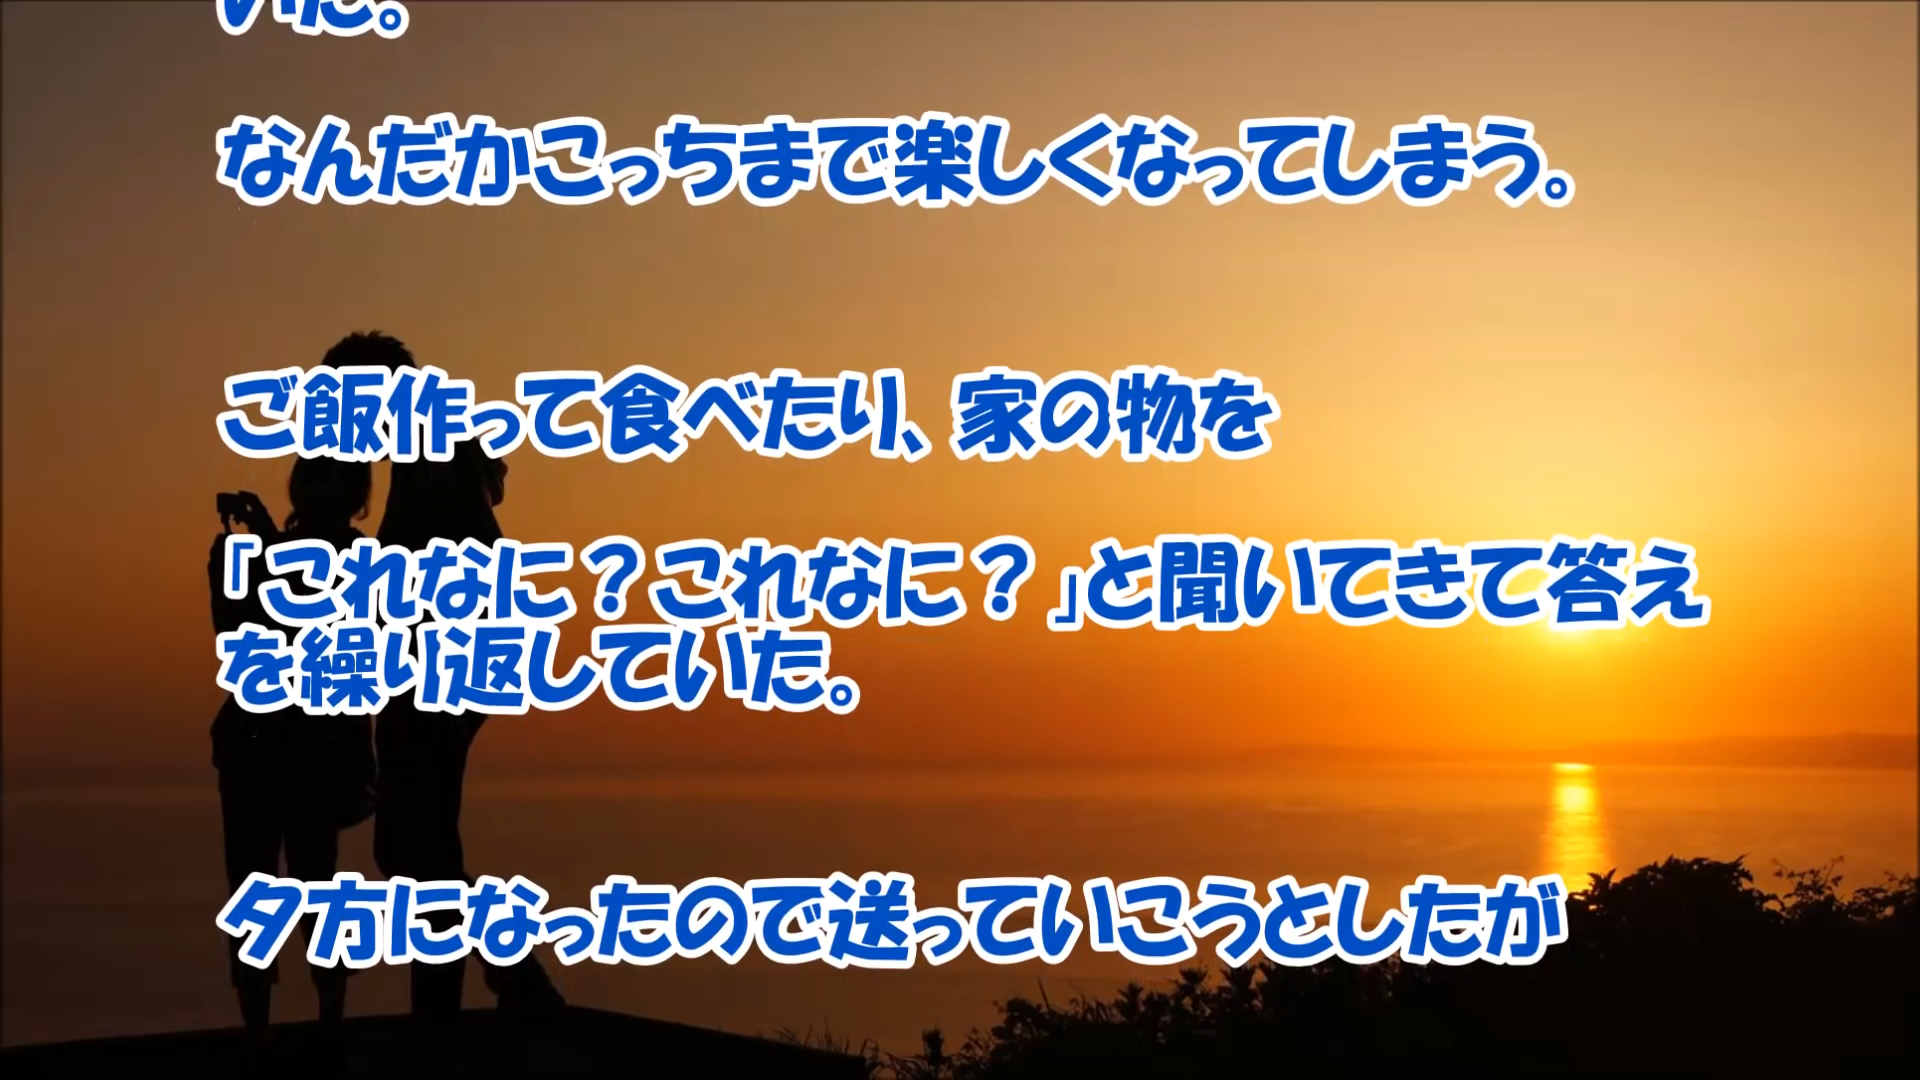 いた。
なんだかこっちまで楽しくなってしまう。
ご飯作って食べたり、家の物を
『これなに？これなに？』と聞いてきて答え
を繰り返していた。
夕方になったので送っていこうとしたが